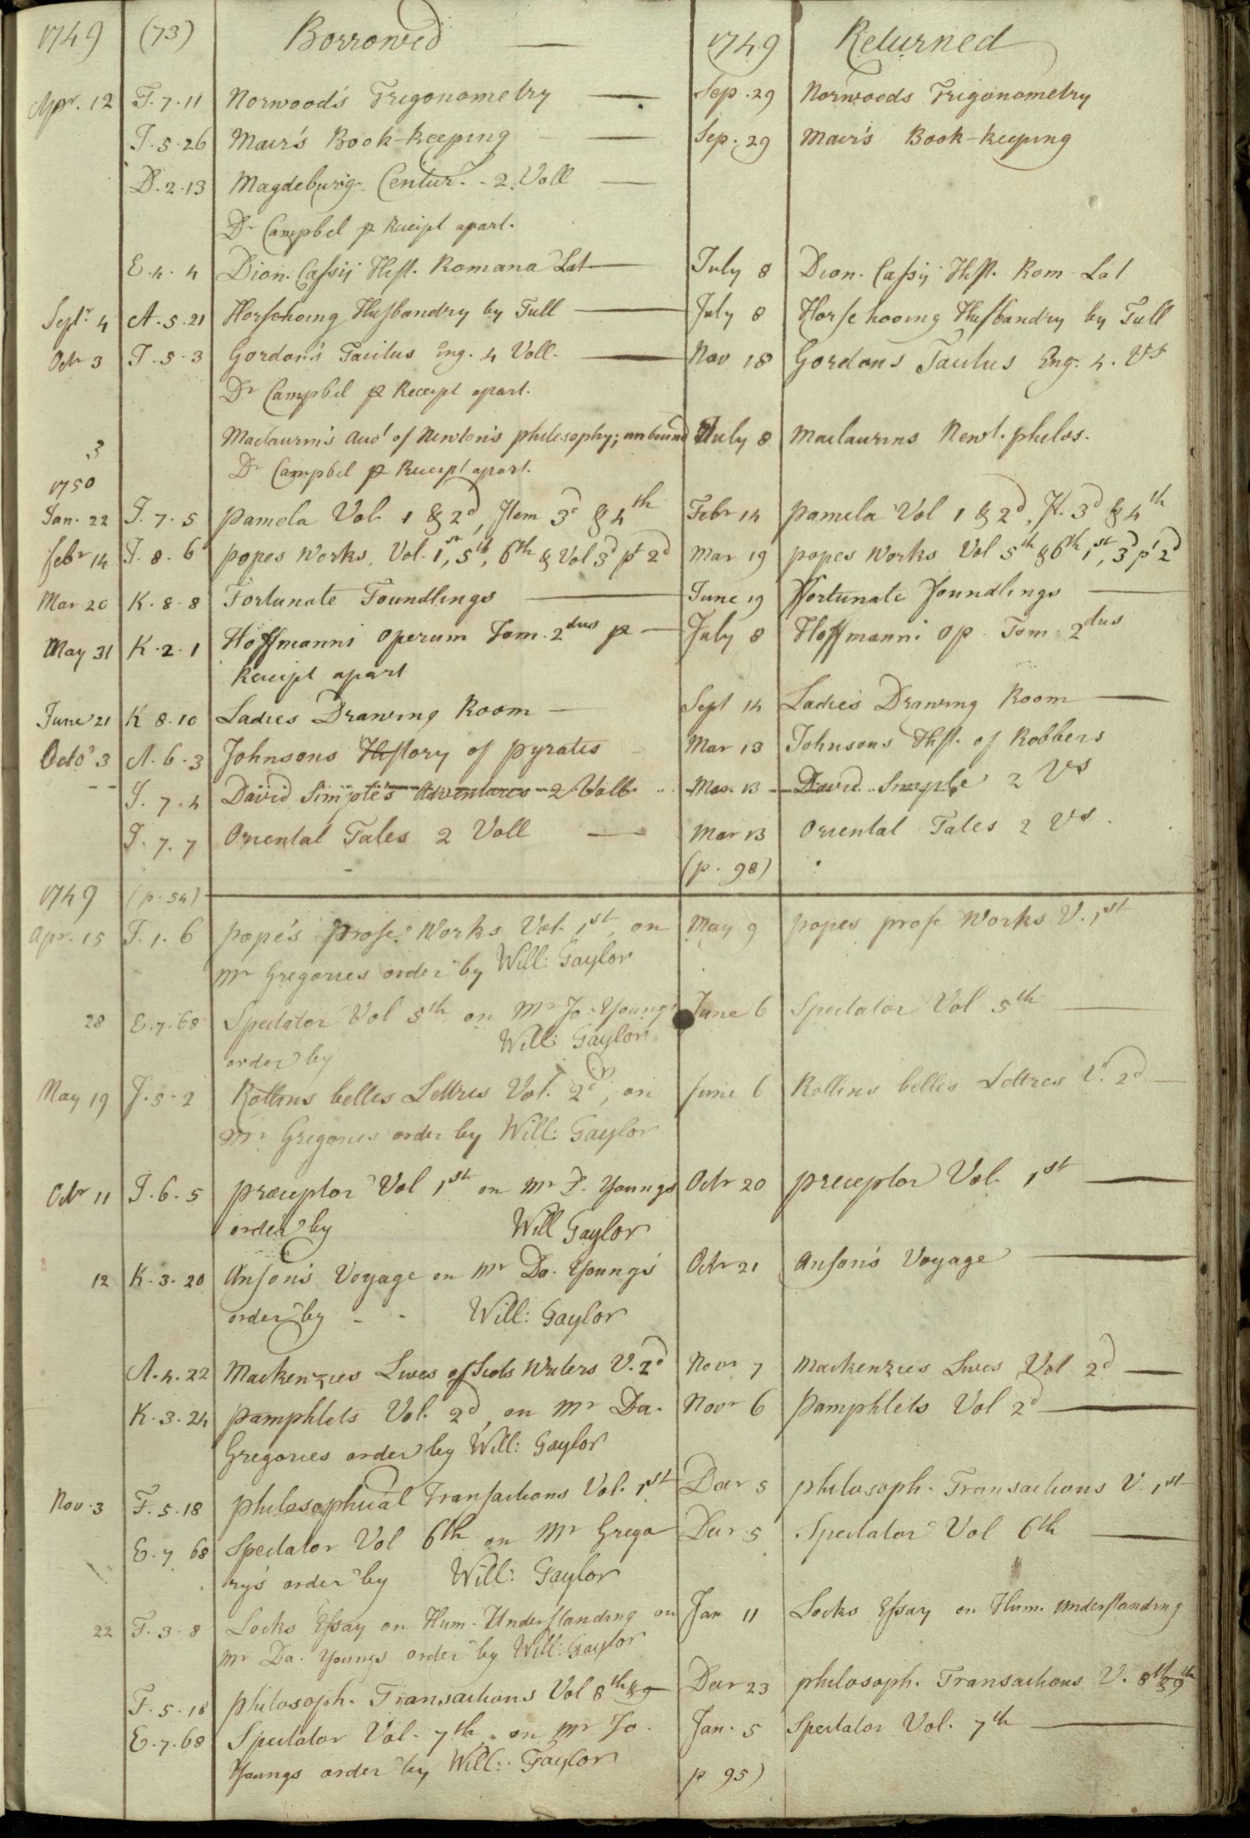 1749 (73) Borrowed — 1749 Returned
Apr. 12 T. 7. 11 Norwood's Trigonometry — Sep. 29 Norwoods Trigonometry
T. 5. 26 Mair's Book-keeping — Sep. 29 Mair's Book-keeping
D. 2. 13 Magdeburg. Centur. - 2. Voll —
Dr Campbel p Receipt apart.
E. 4. 4 Dion. Cassij Hist. Romana Lat — July 8 Dion. Cassij Hist. Rom Lat
Septr. 4 A. 5. 21 Horsehoing Husbandry by Tull — July 8 Horse hooing Husbandry by Tull
Octr 3 T. 5. 3 Gordon's Tacitus Eng. 4 Voll. — Nov 18 Gordons Tacitus Eng. 4. Vs
Dr Campbel p Receipt apart.
3 Maclaurin's Acct of Newton's philosophy; unbound July 8 Maclaurins Newt. philos.
Dr Campbel p Receipt apart.
1750
Jan. 22 T. 7. 5 pamela Vol. 1 & 2d, Item 3d & 4th Febr 14 pamela Vol 1 & 2d, It. 3d & 4th
febr 14 T. 8. 6 popes Works. Vol. 1st, 5th, 6th & Vol 3d pt 2d Mar 19 popes Works Vol 5th & 6th 1st, 3d pt 2d
Mar 20 K. 8. 8 Fortunate Foundlings — June 19 Fortunate Foundlings —
May 31 K. 2. 1 Hoffmanni Operum Tom. 2dus p — July 8 Hoffmanni Op. Tom. 2dus
Receipt apart
June 21 K 8. 10 Ladies Drawing Room — Sept 14 Ladies Drawing Room —
Octor 3 A. 6. 3 Johnsons History of pyrates Mar 13 Johnsons Hist. of Robbers
T. 7. 4 David Simple's Adventures 2 Voll Mar 13 David Simple 2 Vs
T. 7. 7 Oriental Tales 2 Voll — Mar 13 Oriental Tales 2 Vs.
(p. 98)
1749 (p. 54)
Apr. 15 T. 1. 6 pope's prose Works Vol. 1st, on May 9 popes prose Works V. 1st
Mr Gregories order by Will: Taylor
28 E. 7. 68 Spectator Vol 5th on Mr Jo. Young's June 6 Spectator Vol 5th —
order by Will: Taylor
May 19 J. 5 - 2 Rollins belles Lettres Vol. 2d, on June 6 Rollins belles Lettres V. 2d —
Mr Gregories order by Will: Taylor
Octr 11 T. 6. 5 preceptor Vol 1st on Mr J. Youngs Octr 20 preceptor Vol. 1st —
order by Will Taylor
12 K. 3. 20 Anson's Voyage on Mr Da. Young's Octr 21 Anson's Voyage —
order by - - Will: Taylor
A. 4. 22 Mackenzies Lives of Scots Writers V. 2d Novr 7 Mackenzies Lives Vol 2d —
K. 3. 24 pamphlets Vol. 2d, on Mr Da. Novr 6 pamphlets Vol 2d —
Gregories order by Will: Taylor
Nov. 3 F. 5. 18 philosophical Transactions Vol. 1st Decr 5 philosoph. Transactions V. 1st
E. 7 68 Spectator Vol 6th on Mr Grego Decr 5 Spectator Vol 6th —
ry's order by Will: Taylor
22 F. 3. 8 Locks Essay on Hum. Understanding on Jan 11 Locks Essay on Hum. Understanding
Mr Da. Youngs order by Will: Taylor
F. 5. 18 philosoph. Transactions Vol 8th & 9 Decr 23 philosoph. Transactions V. 8th & 9th
E. 7. 68 Spectator Vol. 7th, on Mr Jo. Jan. 5 Spectator Vol. 7th —
Youngs order by Will: Taylor
p 95)